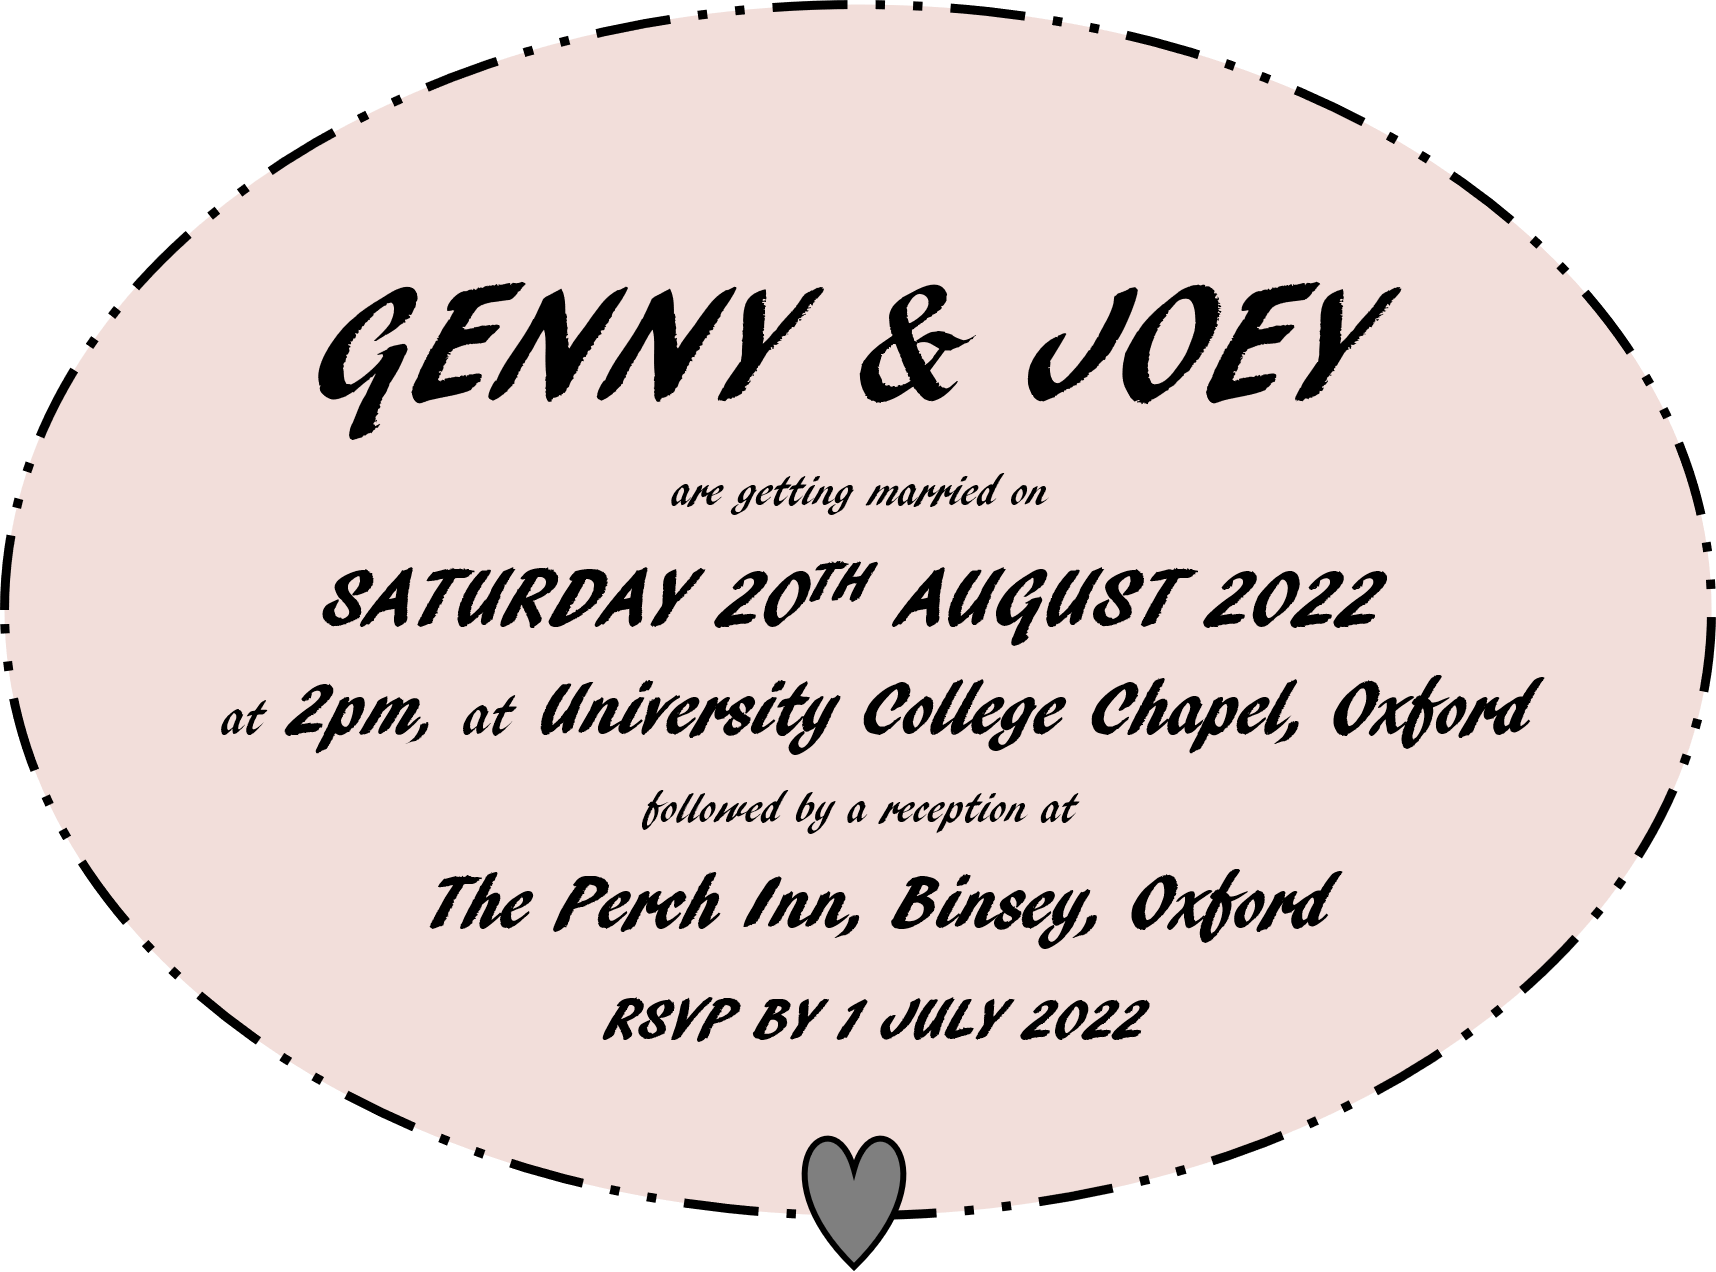 GENNY & JOEY
are getting married on
SATURDAY 20TH AUGUST 2022
at 2pm, at University College Chapel, Oxford
followed by a reception at
The Perch Inn, Binsey, Oxford
RSVP BY 1 JULY 2022